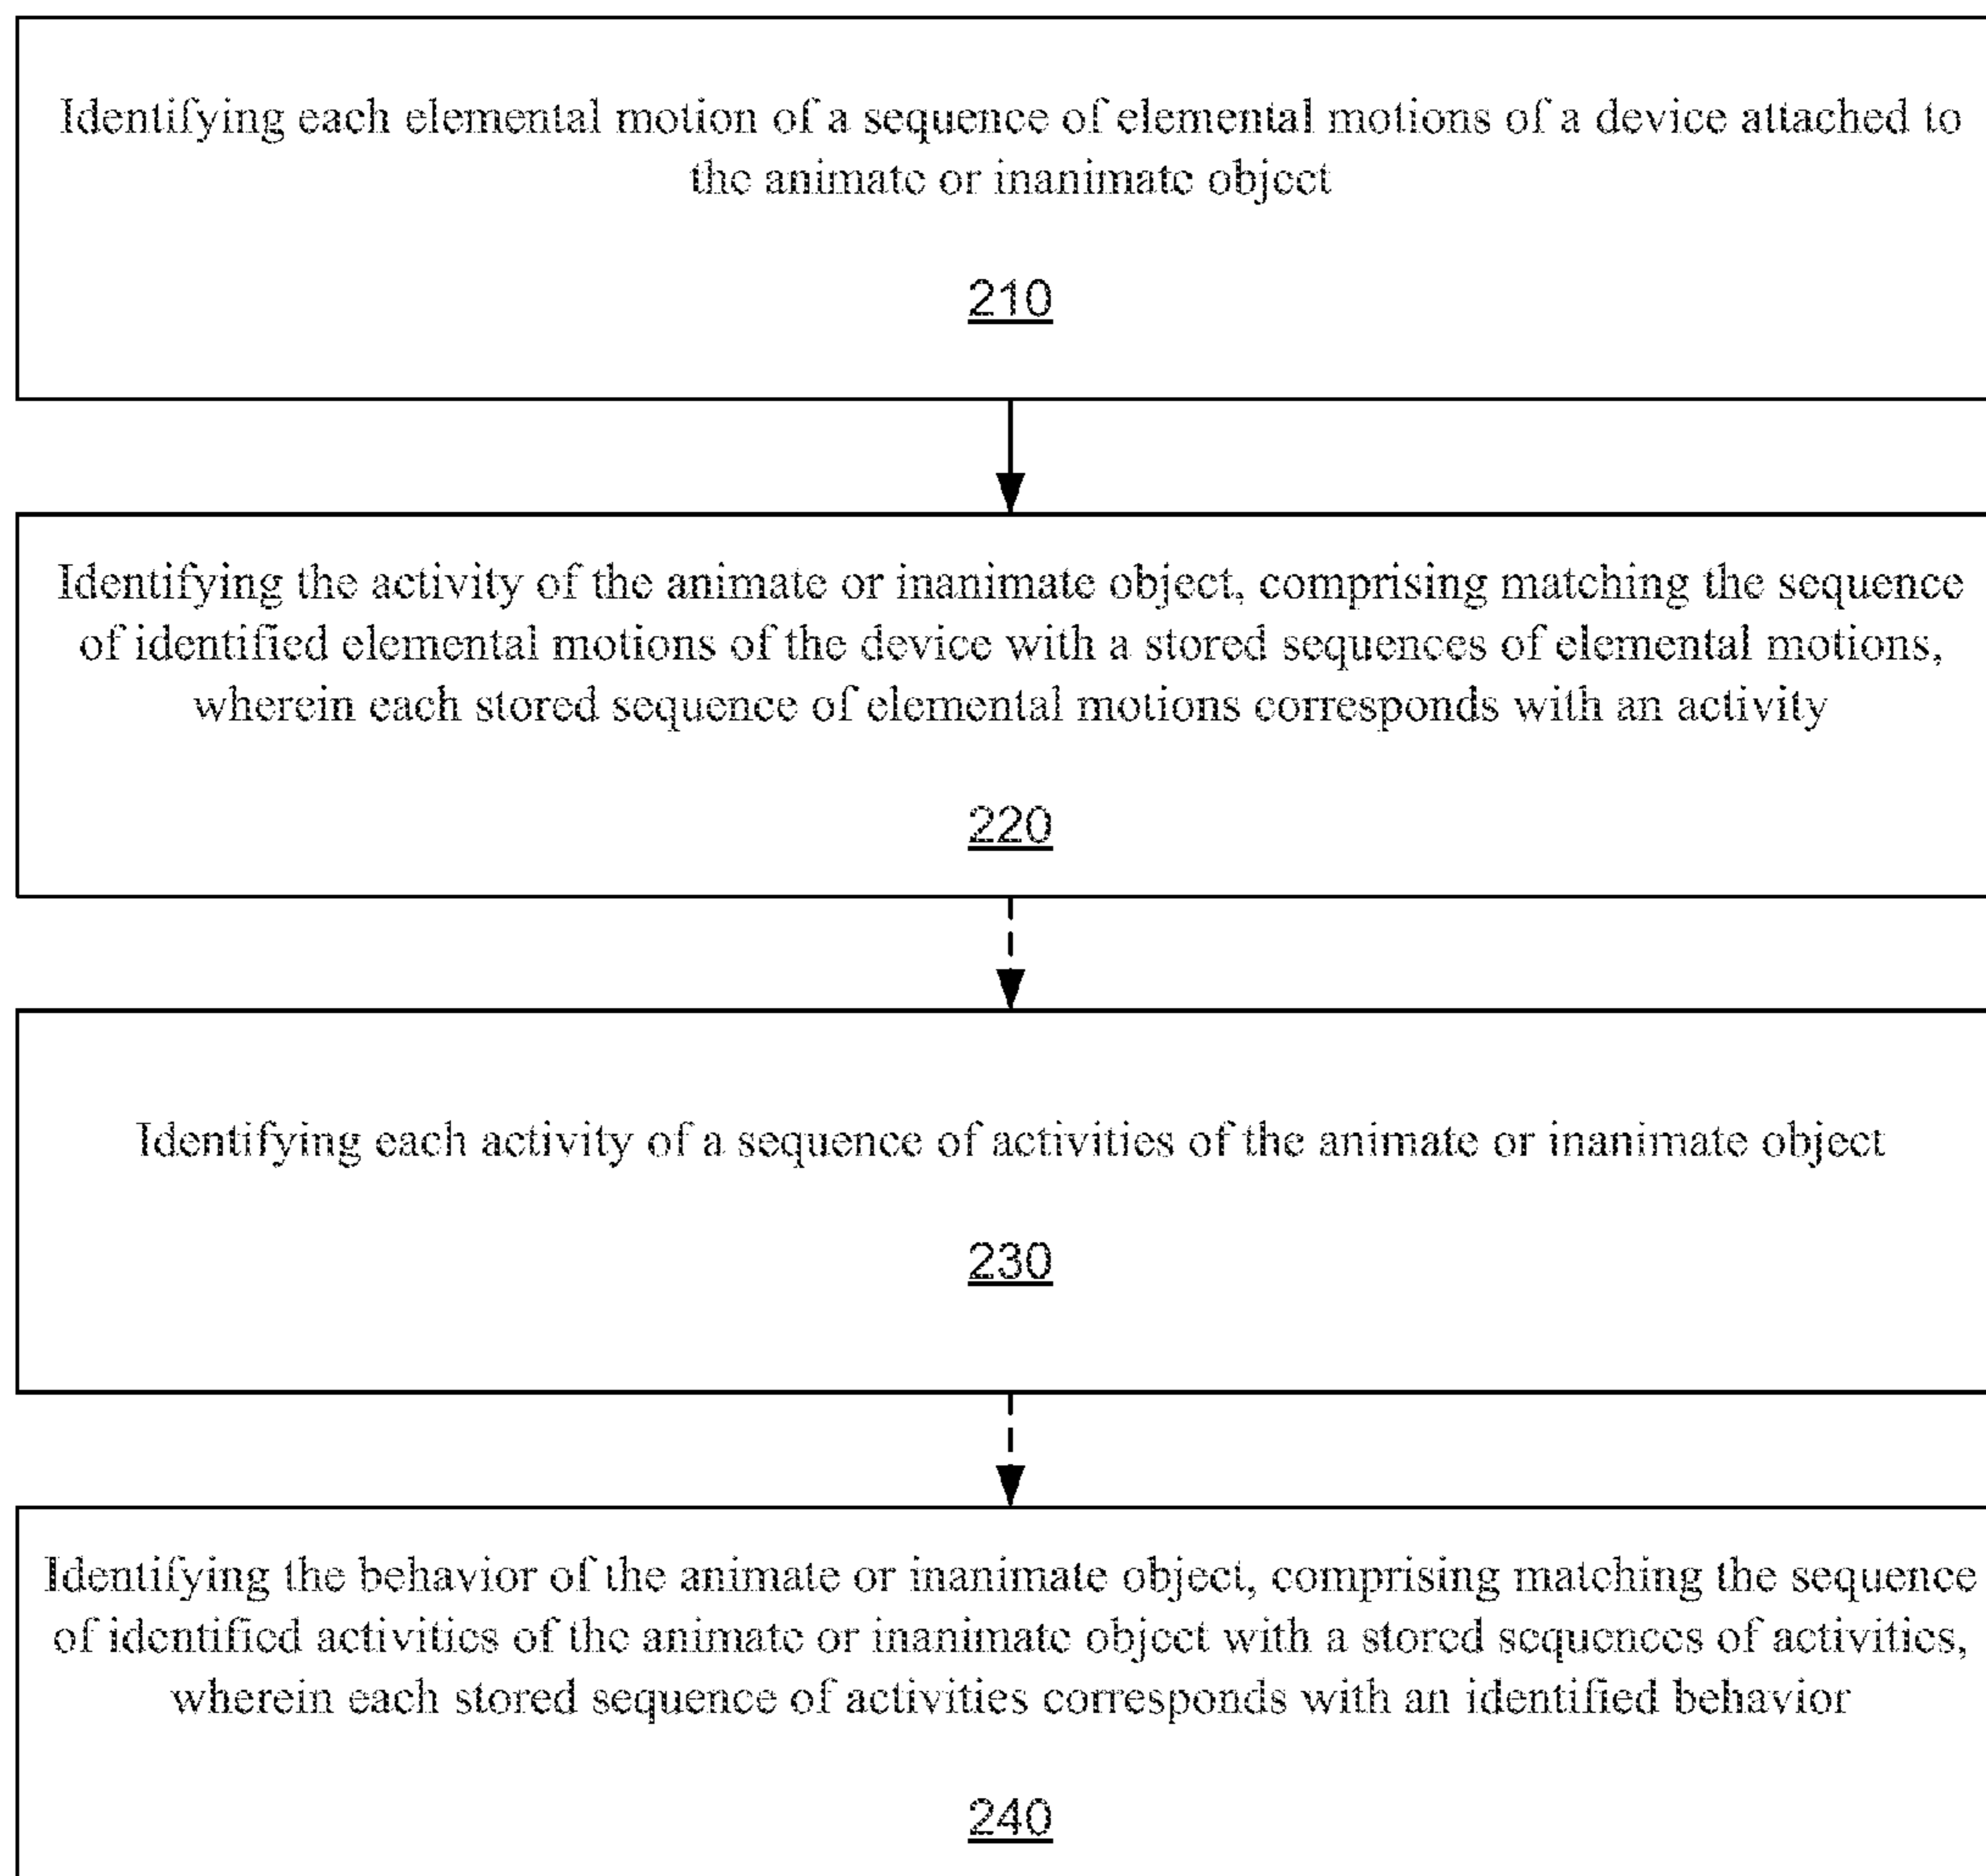 Identifying each elemental motion of a sequence of elemental motions of a device attached to
the animate or inanimate object
210
Identifying the activity of the animate or inanimate object, comprising matching the sequence
of identified elemental motions of the device with a stored sequences of elemental motions,
wherein each stored sequence of elemental motions corresponds with an activity
220
Identifying each activity of a sequence of activities of the animate or inanimate object
230
Identifying the behavior of the animate or inanimate object, comprising matching the sequence
of identified activities of the animate or inanimate object with a stored sequences of activities,
wherein each stored sequence of activities corresponds with an identified behavior
240